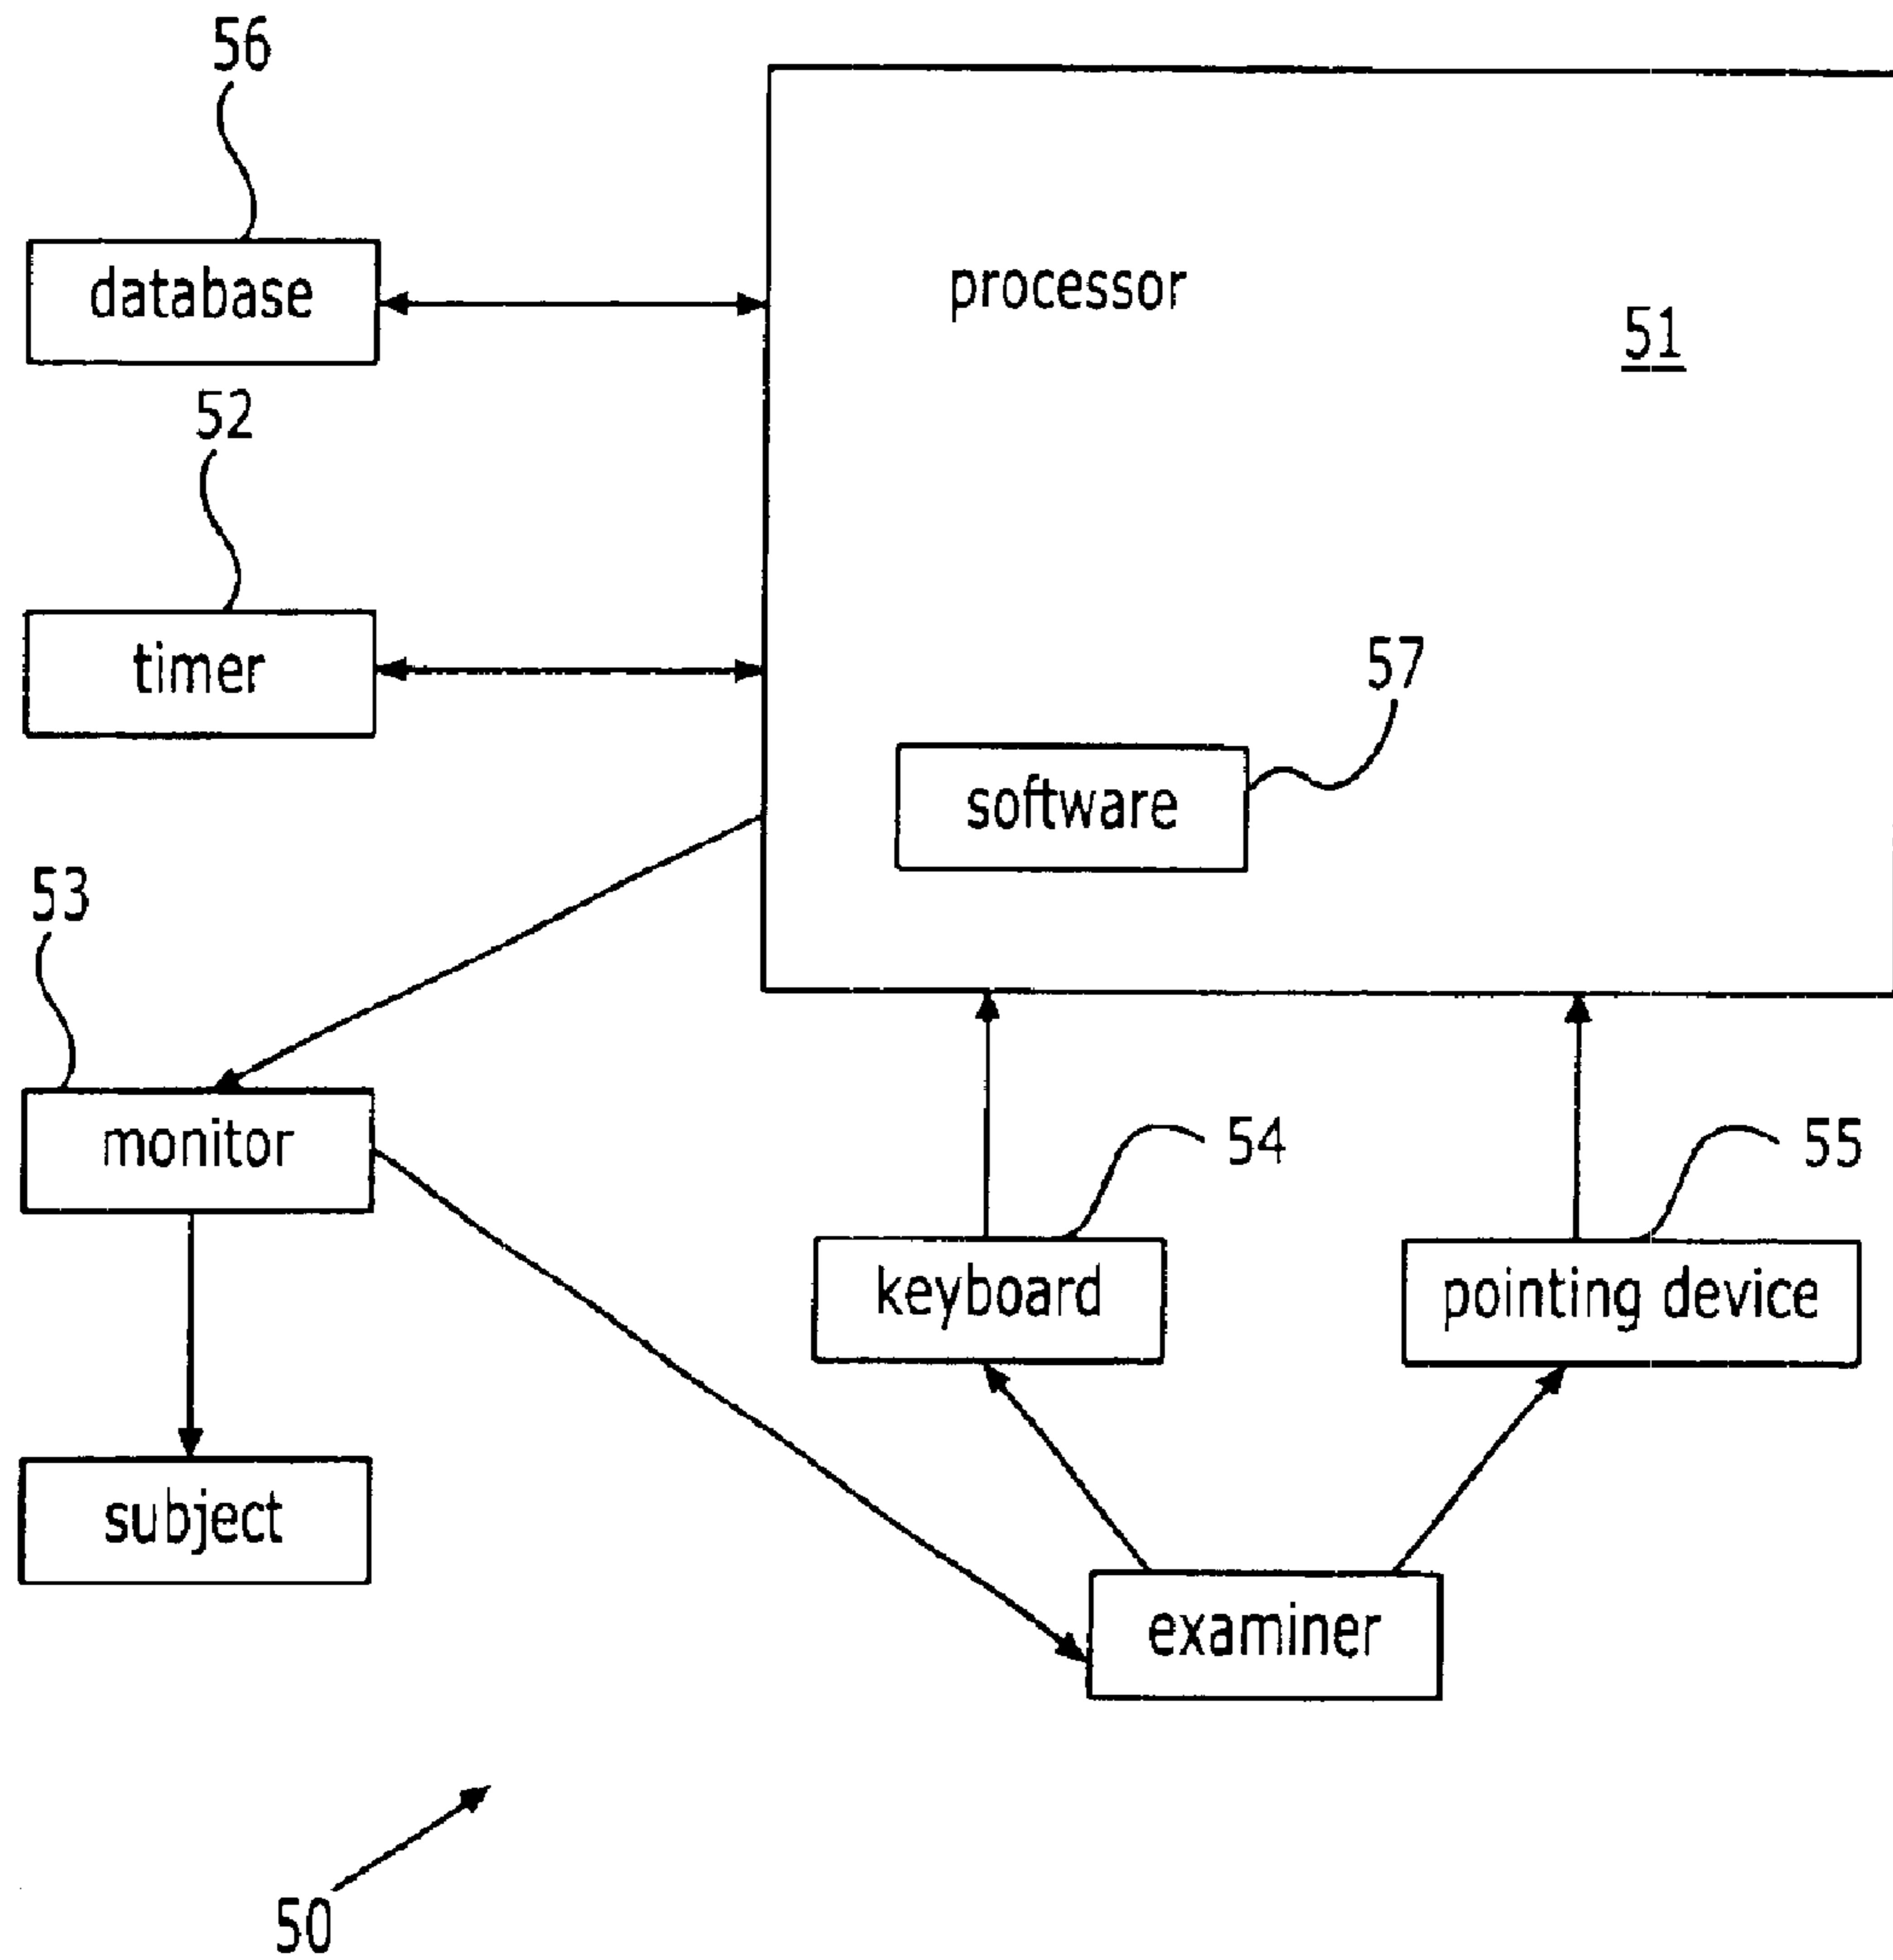 56
database
processor
51
52
timer
57
software
53
monitor
54
55
keyboard
pointing device
subject
examiner
50